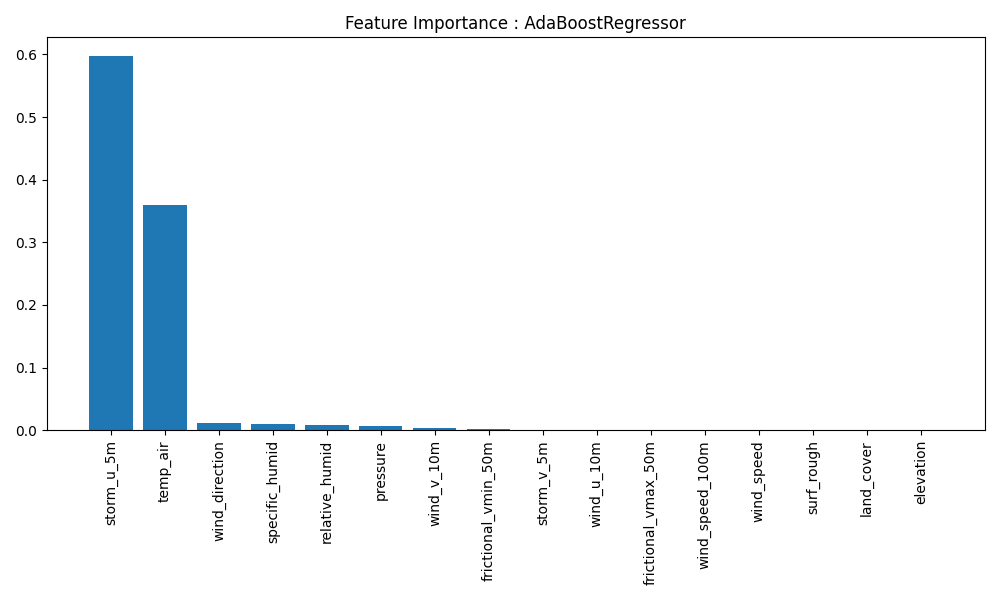 Feature Importance : AdaBoostRegressor
0.6
0.5
0.4
0.3
0.2
0.1
0.0
storm_u_5m
temp_air
wind_direction
specific_humid
relative_humid
pressure
wind_v_10m
frictional_vmin_50m
storm_v_5m
wind_u_10m
frictional_vmax_50m
wind_speed_100m
wind_speed
surf_rough
land_cover
elevation